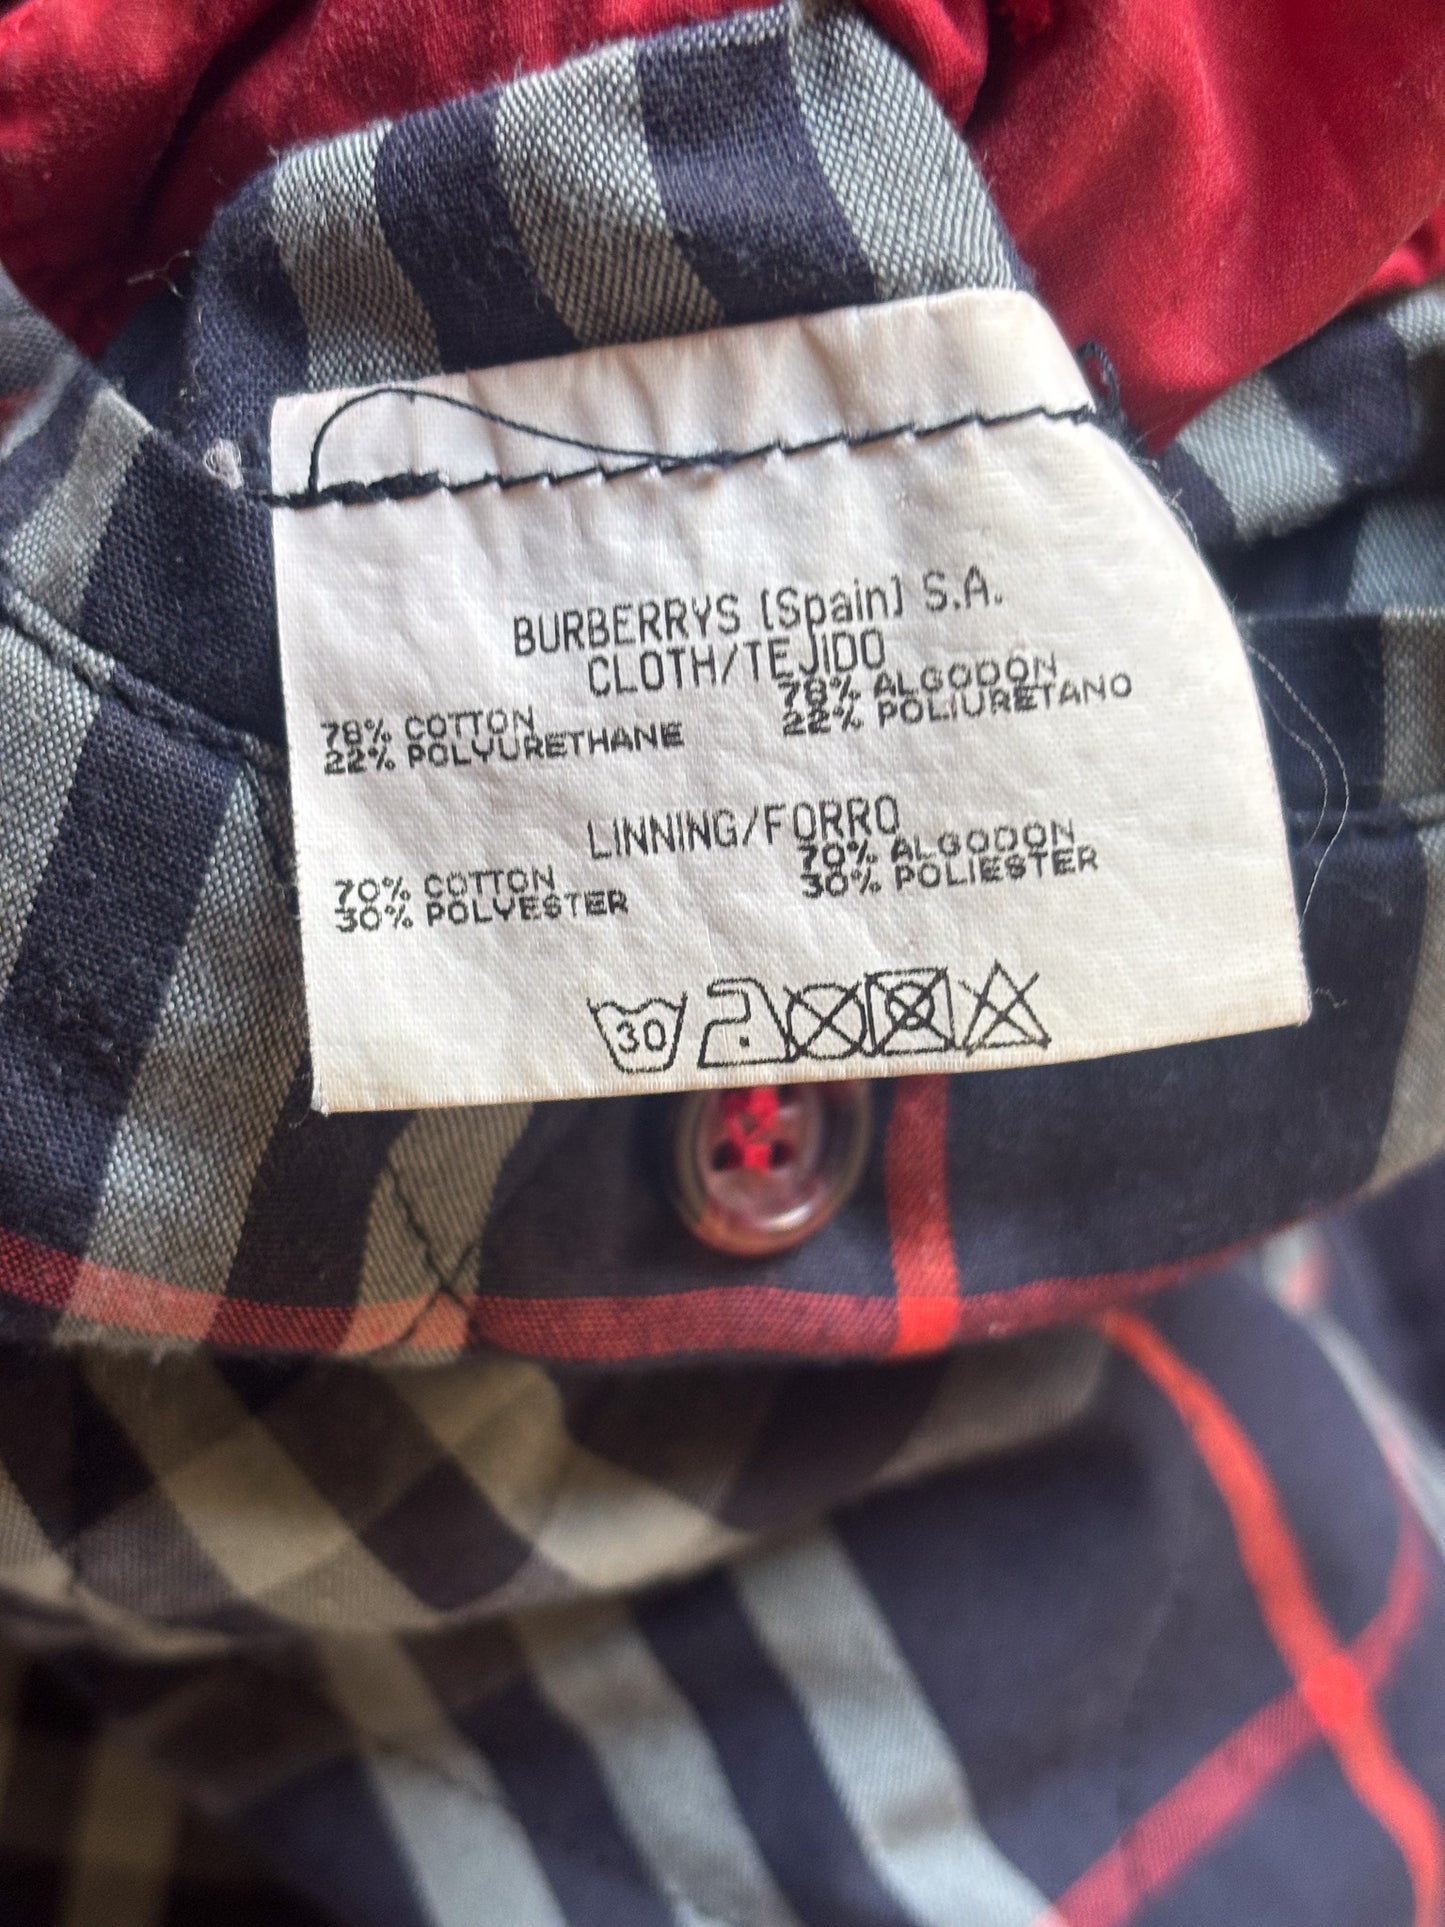 BURBERRYS (Spain) S.A.
CLOTH/TEJIDO
78% COTTON 78% ALGODÓN
22% POLYURETHANE 22% POLIURETANO
LINNING/FORRO
70% COTTON 70% ALGODON
30% POLYESTER 30% POLIESTER
30